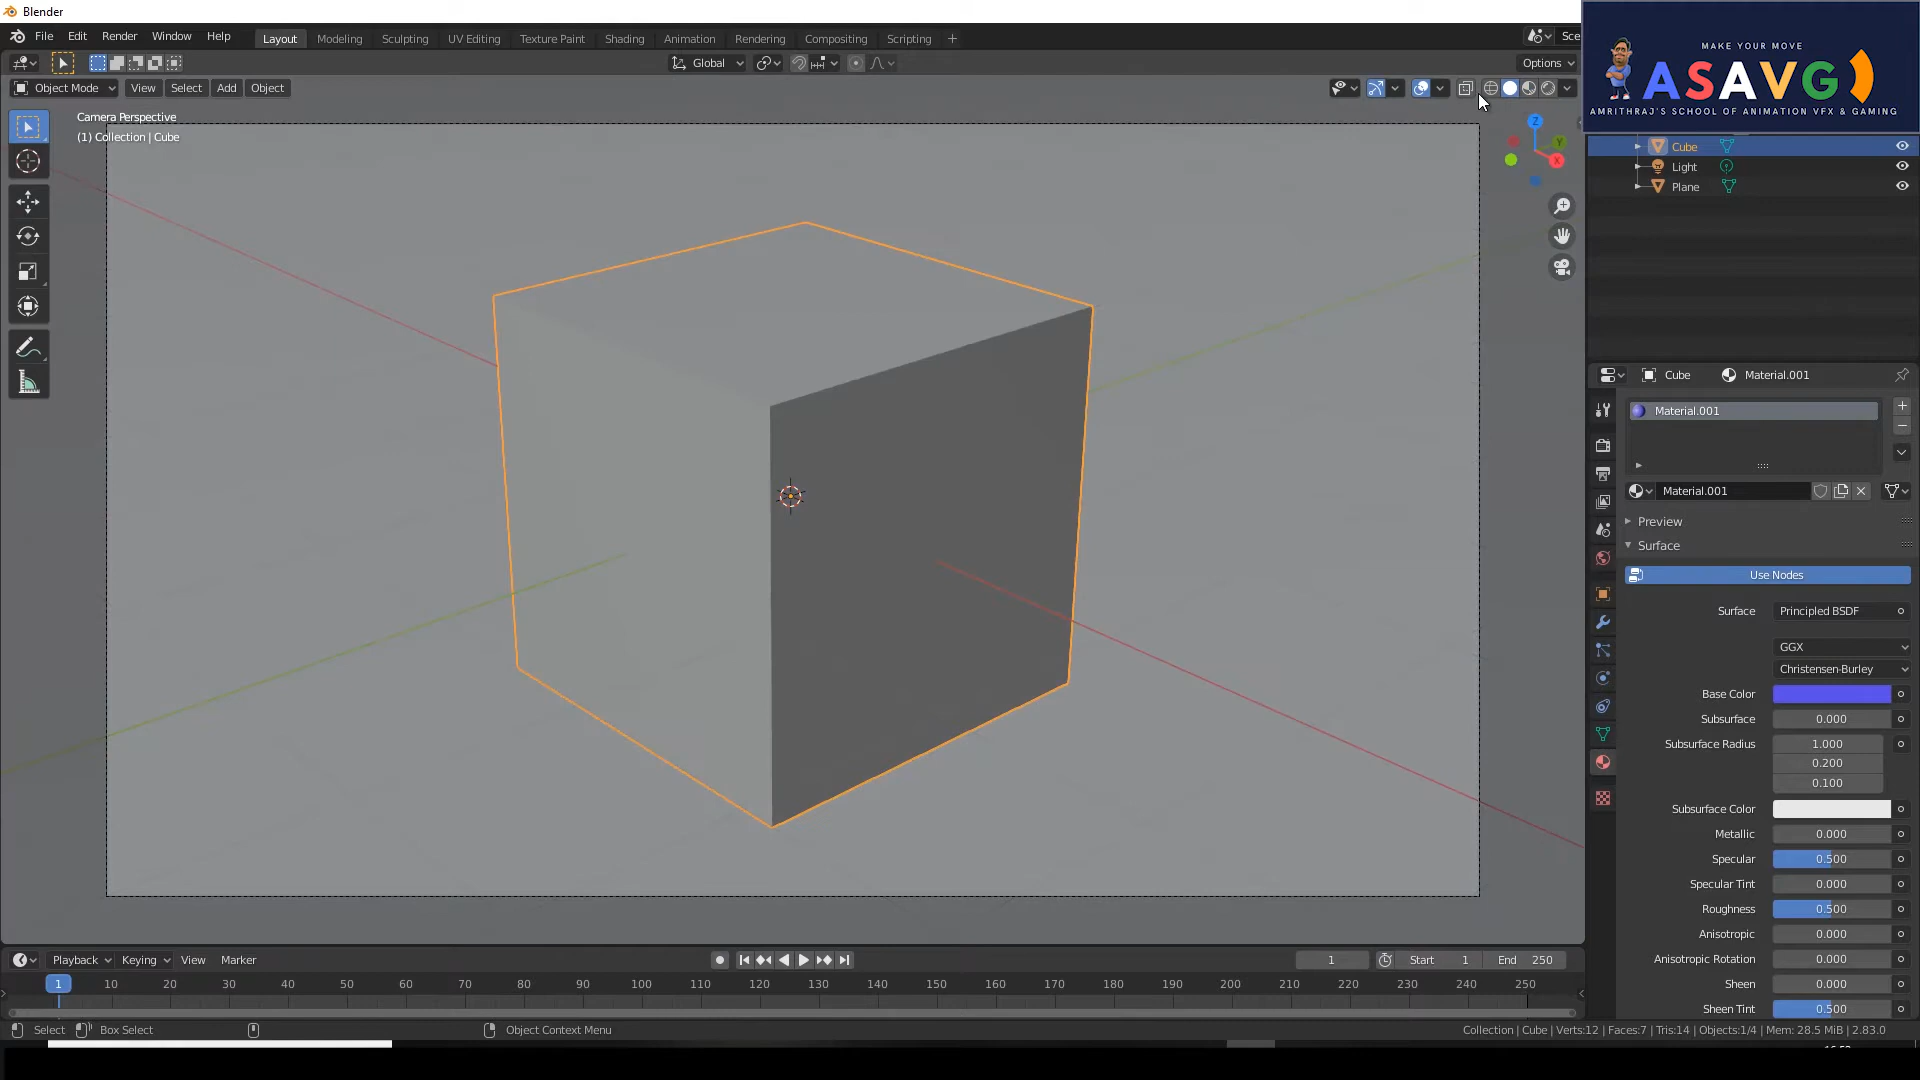 Blender
File Edit Render Window Help
Layout Modeling Sculpting UV Editing Texture Paint Shading Animation Rendering Compositing Scripting
Sce
MAKE YOUR MOVE
ASAVG
AMRITHRAJ'S SCHOOL OF ANIMATION VFX & GAMING
Global
Options
Object Mode View Select Add Object
Camera Perspective
(1) Collection | Cube
Z
Y
X
Cube
Light
Plane
Cube Material.001
Material.001
Material.001
Preview
Surface
Use Nodes
Surface Principled BSDF
GGX
Christensen-Burley
Base Color
Subsurface 0.000
Subsurface Radius 1.000
0.200
0.100
Subsurface Color
Metallic 0.000
Specular 0.500
Specular Tint 0.000
Roughness 0.500
Anisotropic 0.000
Anisotropic Rotation 0.000
Sheen 0.000
Sheen Tint 0.500
Playback Keying View Marker
1 Start 1 End 250
1 10 20 30 40 50 60 70 80 90 100 110 120 130 140 150 160 170 180 190 200 210 220 230 240 250
Select Box Select Object Context Menu
Collection | Cube | Verts:12 | Faces:7 | Tris:14 | Objects:1/4 | Mem: 28.5 MiB | 2.83.0